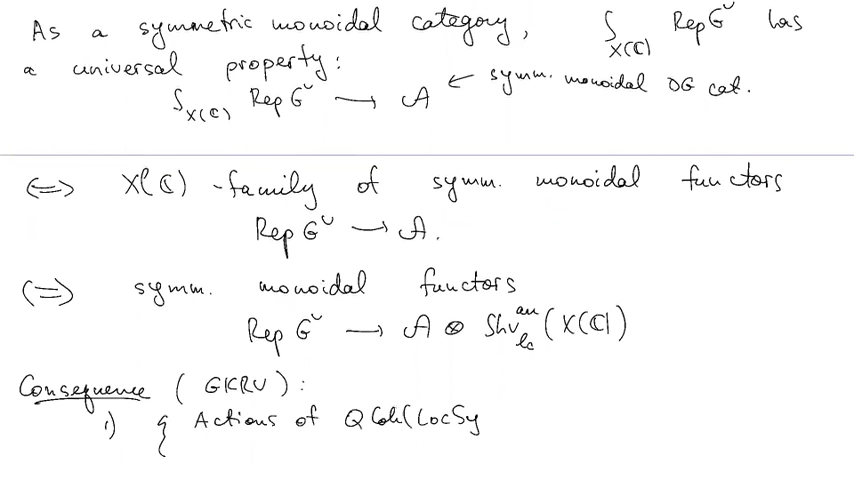 As a symmetric monoidal category, ∫_{X(ℂ)} Rep Ğ has
a universal property:
∫_{X(ℂ)} Rep Ğ → A ← symm. monoidal DG cat.
⟺ X(ℂ) - family of symm. monoidal functors
Rep Ğ → A.
⟺ symm. monoidal functors
Rep Ğ → A ⊗ Shv^{an}_{lc}(X(ℂ))
Consequence (GKRV):
1) { Actions of QCoh(LocSy